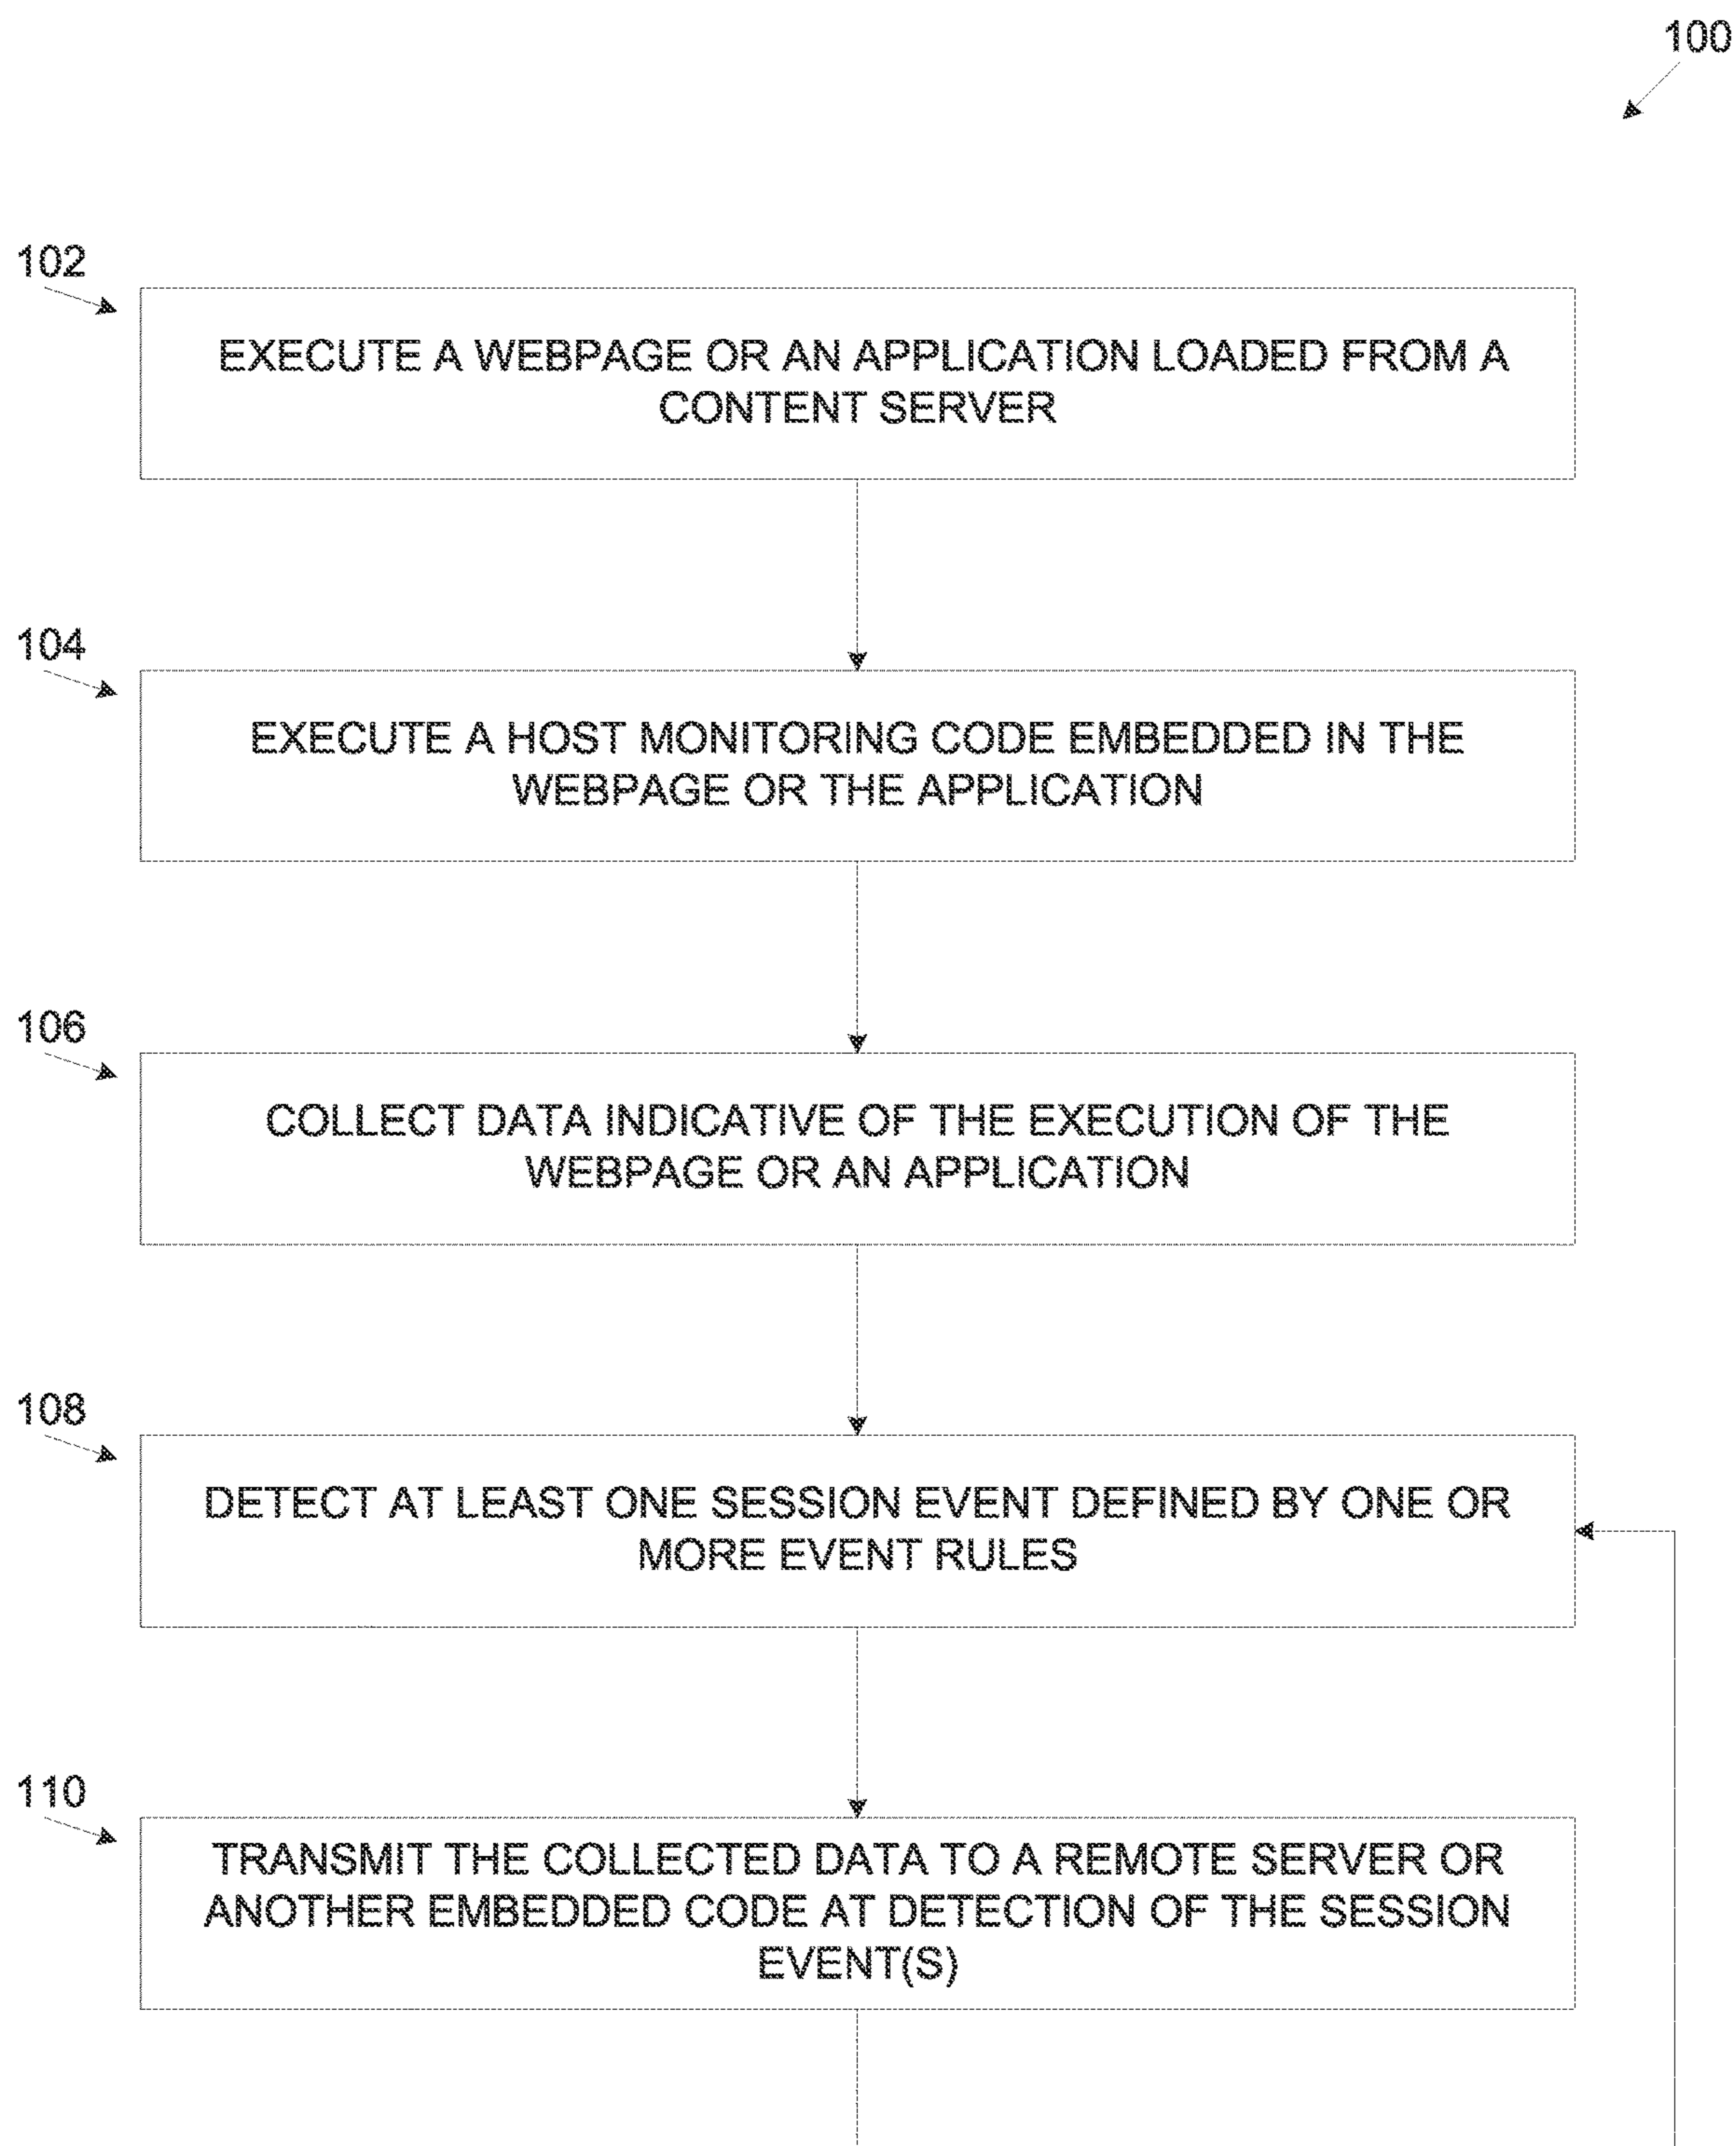 100
102
EXECUTE A WEBPAGE OR AN APPLICATION LOADED FROM A
CONTENT SERVER
104
EXECUTE A HOST MONITORING CODE EMBEDDED IN THE
WEBPAGE OR THE APPLICATION
106
COLLECT DATA INDICATIVE OF THE EXECUTION OF THE
WEBPAGE OR AN APPLICATION
108
DETECT AT LEAST ONE SESSION EVENT DEFINED BY ONE OR
MORE EVENT RULES
110
TRANSMIT THE COLLECTED DATA TO A REMOTE SERVER OR
ANOTHER EMBEDDED CODE AT DETECTION OF THE SESSION
EVENT(S)